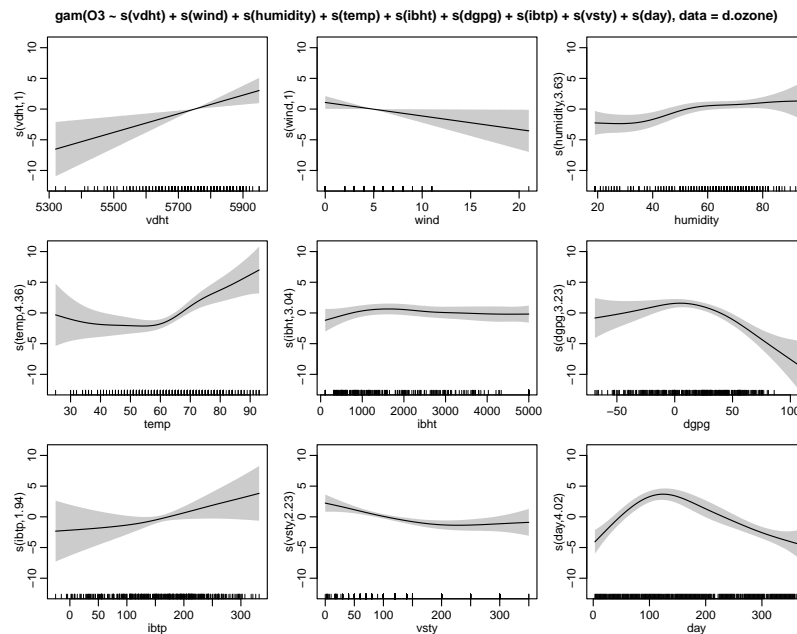 gam(O3 ~ s(vdht) + s(wind) + s(humidity) + s(temp) + s(ibht) + s(dgpg) + s(ibtp) + s(vsty) + s(day), data = d.ozone)
s(vdht,1)
10
5
0
−5
−10
5300 5500 5700 5900
vdht
s(wind,1)
10
5
0
−5
−10
0 5 10 15 20
wind
s(humidity,3.63)
10
5
0
−5
−10
20 40 60 80
humidity
s(temp,4.36)
10
5
0
−5
−10
30 40 50 60 70 80 90
temp
s(ibht,3.04)
10
5
0
−5
−10
0 1000 2000 3000 4000 5000
ibht
s(dgpg,3.23)
10
5
0
−5
−10
−50 0 50 100
dgpg
s(ibtp,1.94)
10
5
0
−5
−10
0 100 200 300
ibtp
s(vsty,2.23)
10
5
0
−5
−10
0 50 100 200 300
vsty
s(day,4.02)
10
5
0
−5
−10
0 100 200 300
day